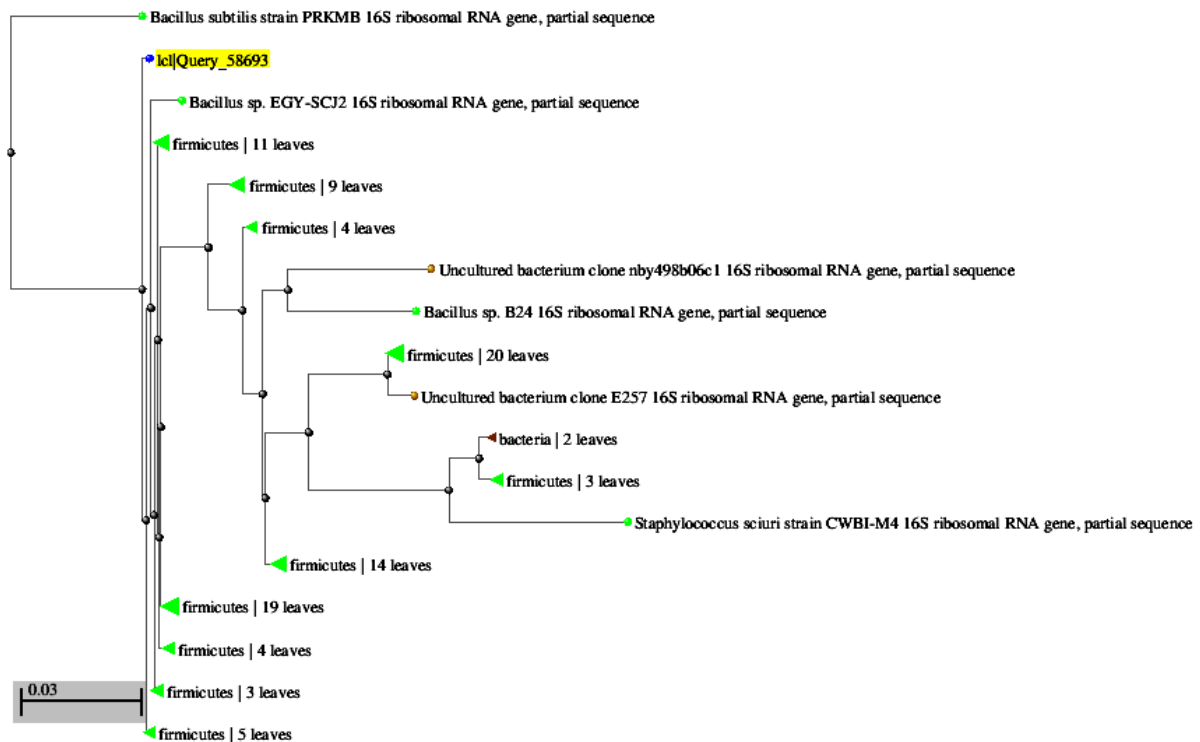 Bacillus subtilis strain PRKMB 16S ribosomal RNA gene, partial sequence
lcl|Query_58693
Bacillus sp. EGY-SCJ2 16S ribosomal RNA gene, partial sequence
firmicutes | 11 leaves
firmicutes | 9 leaves
firmicutes | 4 leaves
Uncultured bacterium clone nby498b06c1 16S ribosomal RNA gene, partial sequence
Bacillus sp. B24 16S ribosomal RNA gene, partial sequence
firmicutes | 20 leaves
Uncultured bacterium clone E257 16S ribosomal RNA gene, partial sequence
bacteria | 2 leaves
firmicutes | 3 leaves
Staphylococcus sciuri strain CWBI-M4 16S ribosomal RNA gene, partial sequence
firmicutes | 14 leaves
firmicutes | 19 leaves
firmicutes | 4 leaves
0.03
firmicutes | 3 leaves
firmicutes | 5 leaves